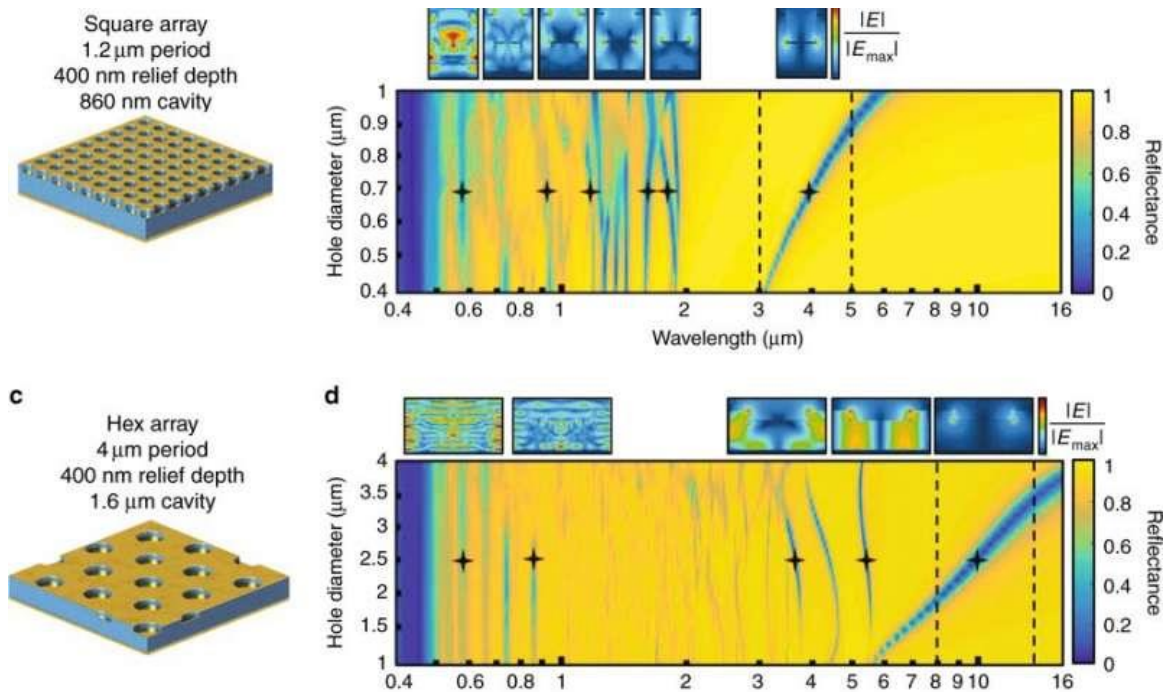 Square array
1.2 μm period
400 nm relief depth
860 nm cavity
|E|
|Emax|
Hole diameter (μm)
1
0.9
0.8
0.7
0.6
0.5
0.4
0.4 0.6 0.8 1 2 3 4 5 6 7 8 9 10 16
Wavelength (μm)
1
0.8
0.6
0.4
0.2
0
Reflectance
c
Hex array
4 μm period
400 nm relief depth
1.6 μm cavity
d
|E|
|Emax|
Hole diameter (μm)
4
3.5
3
2.5
2
1.5
1
0.4 0.6 0.8 1 2 3 4 5 6 7 8 9 10 16
1
0.8
0.6
0.4
0.2
0
Reflectance